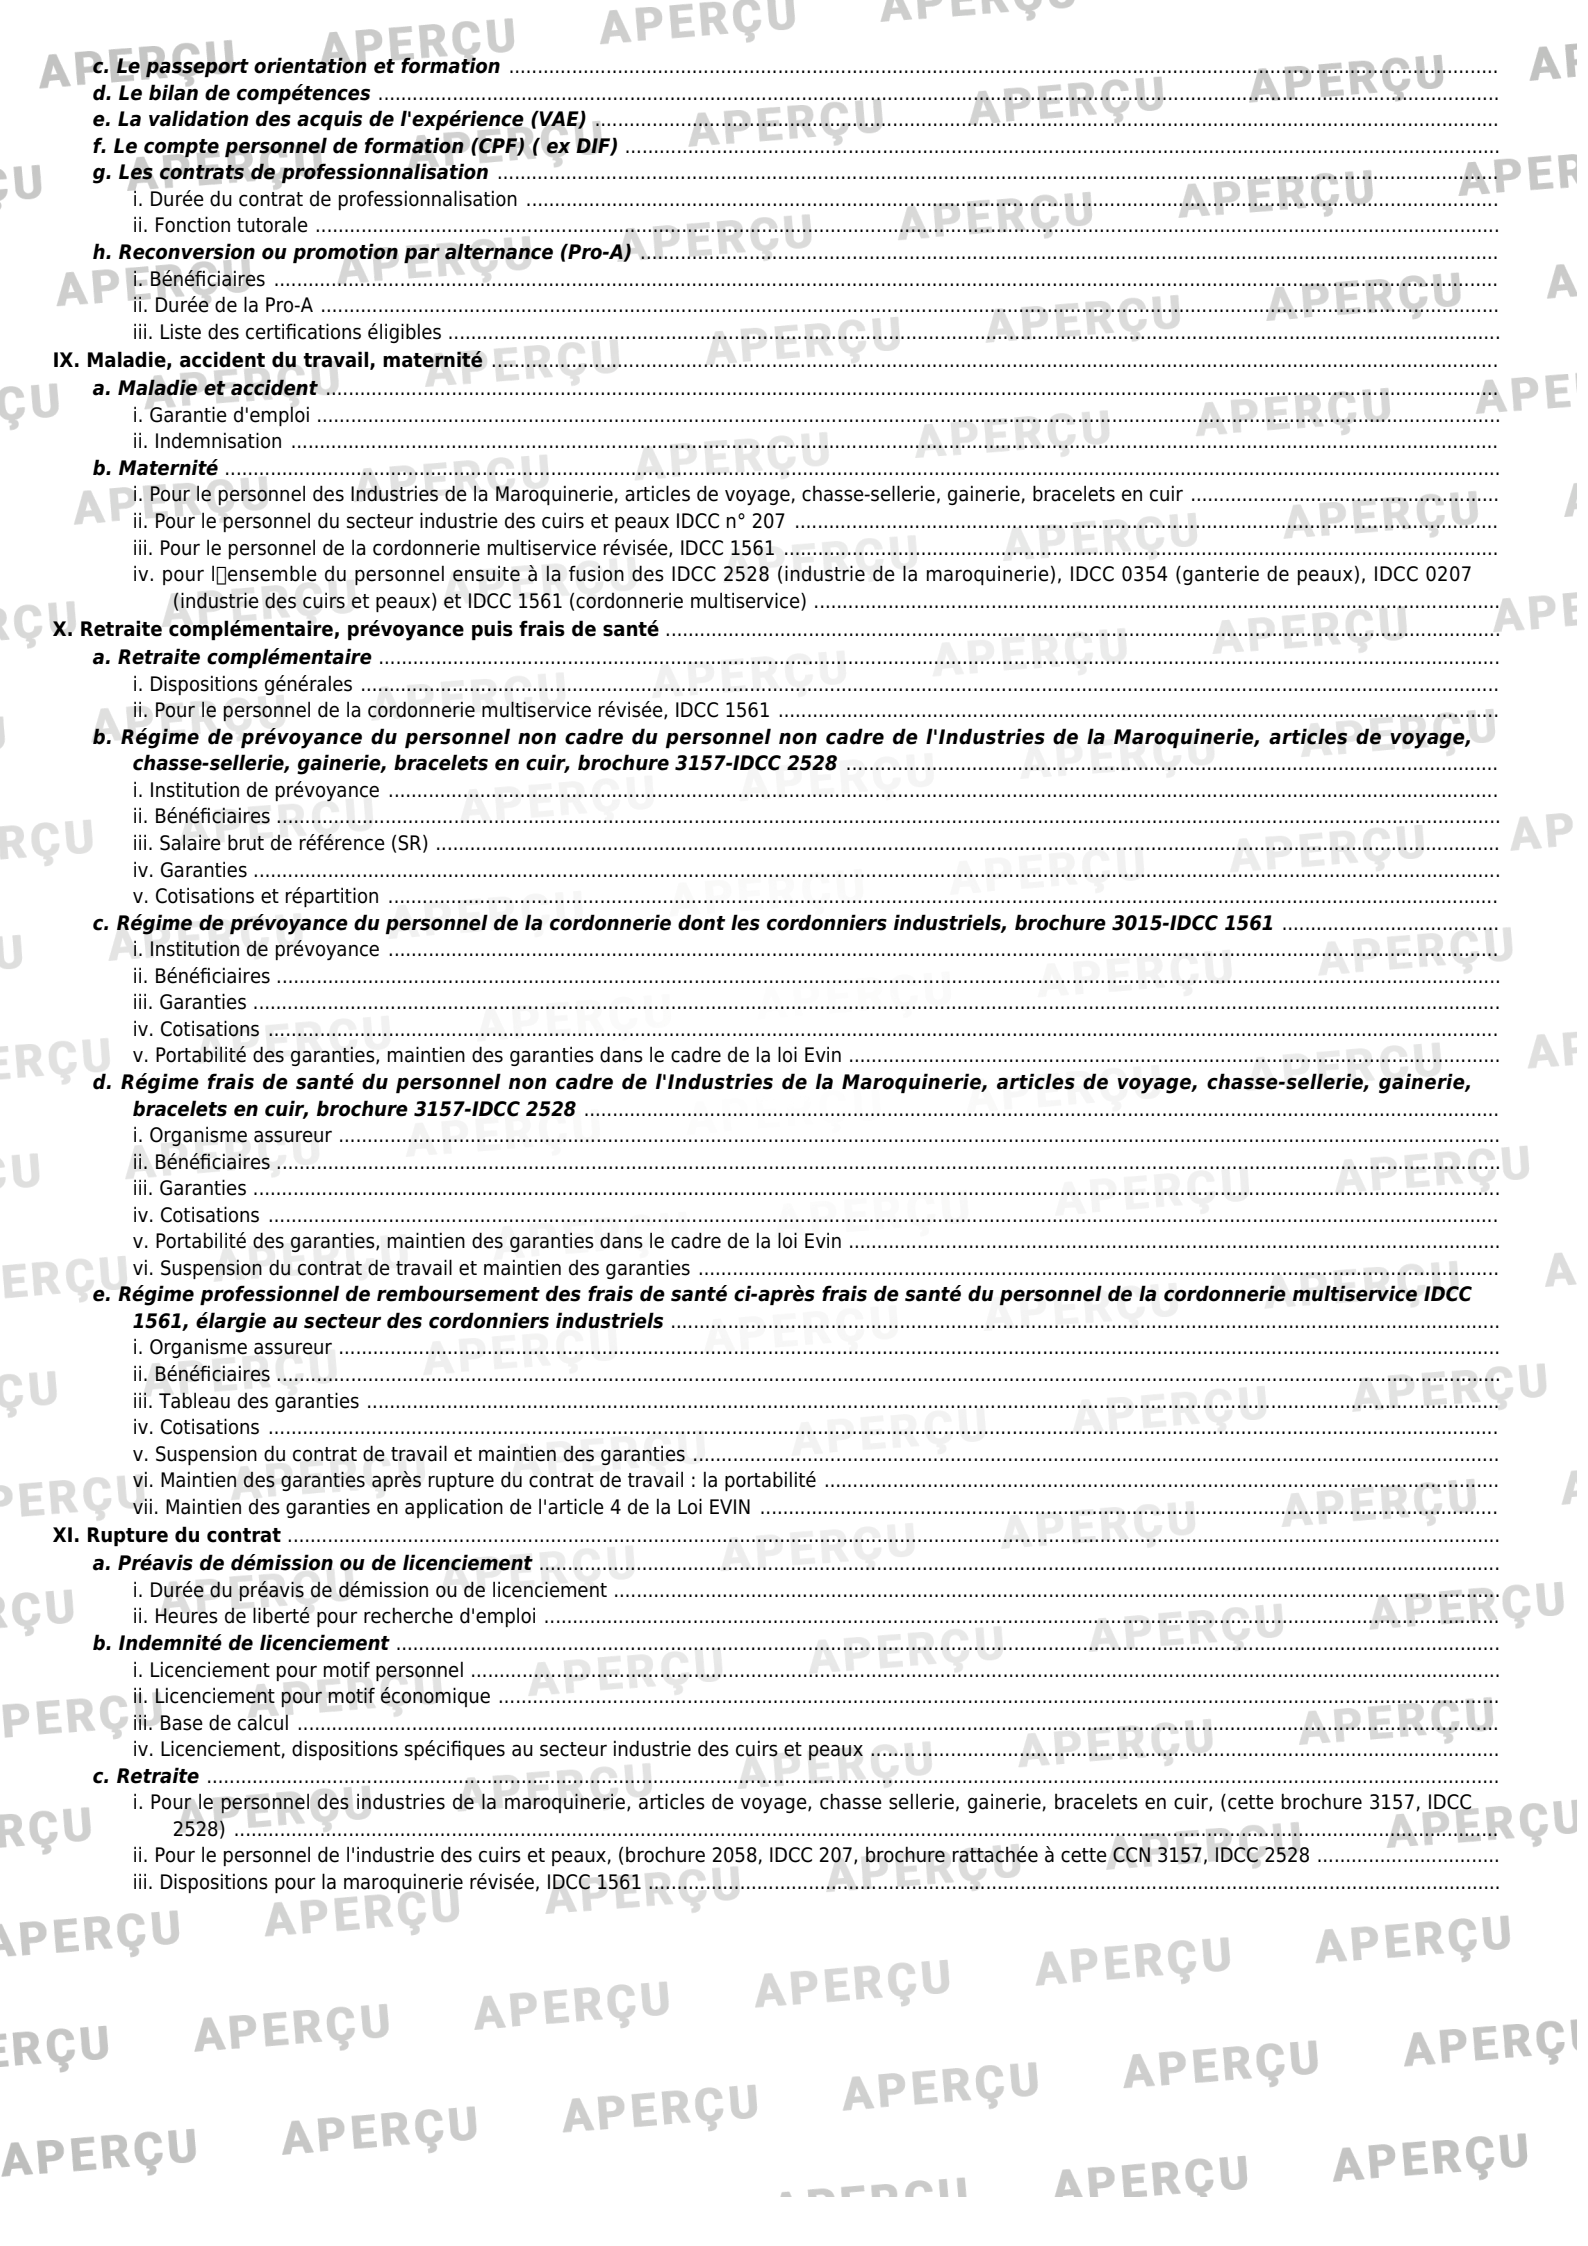 c. Le passeport orientation et formation
d. Le bilan de compétences
e. La validation des acquis de l'expérience (VAE)
f. Le compte personnel de formation (CPF) ( ex DIF)
g. Les contrats de professionnalisation
i. Durée du contrat de professionnalisation
ii. Fonction tutorale
h. Reconversion ou promotion par alternance (Pro-A)
i. Bénéficiaires
ii. Durée de la Pro-A
iii. Liste des certifications éligibles
IX. Maladie, accident du travail, maternité
a. Maladie et accident
i. Garantie d'emploi
ii. Indemnisation
b. Maternité
i. Pour le personnel des Industries de la Maroquinerie, articles de voyage, chasse-sellerie, gainerie, bracelets en cuir
ii. Pour le personnel du secteur industrie des cuirs et peaux IDCC n° 207
iii. Pour le personnel de la cordonnerie multiservice révisée, IDCC 1561
iv. pour l▯ensemble du personnel ensuite à la fusion des IDCC 2528 (industrie de la maroquinerie), IDCC 0354 (ganterie de peaux), IDCC 0207
(industrie des cuirs et peaux) et IDCC 1561 (cordonnerie multiservice)
X. Retraite complémentaire, prévoyance puis frais de santé
a. Retraite complémentaire
i. Dispositions générales
ii. Pour le personnel de la cordonnerie multiservice révisée, IDCC 1561
b. Régime de prévoyance du personnel non cadre du personnel non cadre de l'Industries de la Maroquinerie, articles de voyage,
chasse-sellerie, gainerie, bracelets en cuir, brochure 3157-IDCC 2528
i. Institution de prévoyance
ii. Bénéficiaires
iii. Salaire brut de référence (SR)
iv. Garanties
v. Cotisations et répartition
c. Régime de prévoyance du personnel de la cordonnerie dont les cordonniers industriels, brochure 3015-IDCC 1561
i. Institution de prévoyance
ii. Bénéficiaires
iii. Garanties
iv. Cotisations
v. Portabilité des garanties, maintien des garanties dans le cadre de la loi Evin
d. Régime frais de santé du personnel non cadre de l'Industries de la Maroquinerie, articles de voyage, chasse-sellerie, gainerie,
bracelets en cuir, brochure 3157-IDCC 2528
i. Organisme assureur
ii. Bénéficiaires
iii. Garanties
iv. Cotisations
v. Portabilité des garanties, maintien des garanties dans le cadre de la loi Evin
vi. Suspension du contrat de travail et maintien des garanties
e. Régime professionnel de remboursement des frais de santé ci-après frais de santé du personnel de la cordonnerie multiservice IDCC
1561, élargie au secteur des cordonniers industriels
i. Organisme assureur
ii. Bénéficiaires
iii. Tableau des garanties
iv. Cotisations
v. Suspension du contrat de travail et maintien des garanties
vi. Maintien des garanties après rupture du contrat de travail : la portabilité
vii. Maintien des garanties en application de l'article 4 de la Loi EVIN
XI. Rupture du contrat
a. Préavis de démission ou de licenciement
i. Durée du préavis de démission ou de licenciement
ii. Heures de liberté pour recherche d'emploi
b. Indemnité de licenciement
i. Licenciement pour motif personnel
ii. Licenciement pour motif économique
iii. Base de calcul
iv. Licenciement, dispositions spécifiques au secteur industrie des cuirs et peaux
c. Retraite
i. Pour le personnel des industries de la maroquinerie, articles de voyage, chasse sellerie, gainerie, bracelets en cuir, (cette brochure 3157, IDCC
2528)
ii. Pour le personnel de l'industrie des cuirs et peaux, (brochure 2058, IDCC 207, brochure rattachée à cette CCN 3157, IDCC 2528
iii. Dispositions pour la maroquinerie révisée, IDCC 1561
APERÇU